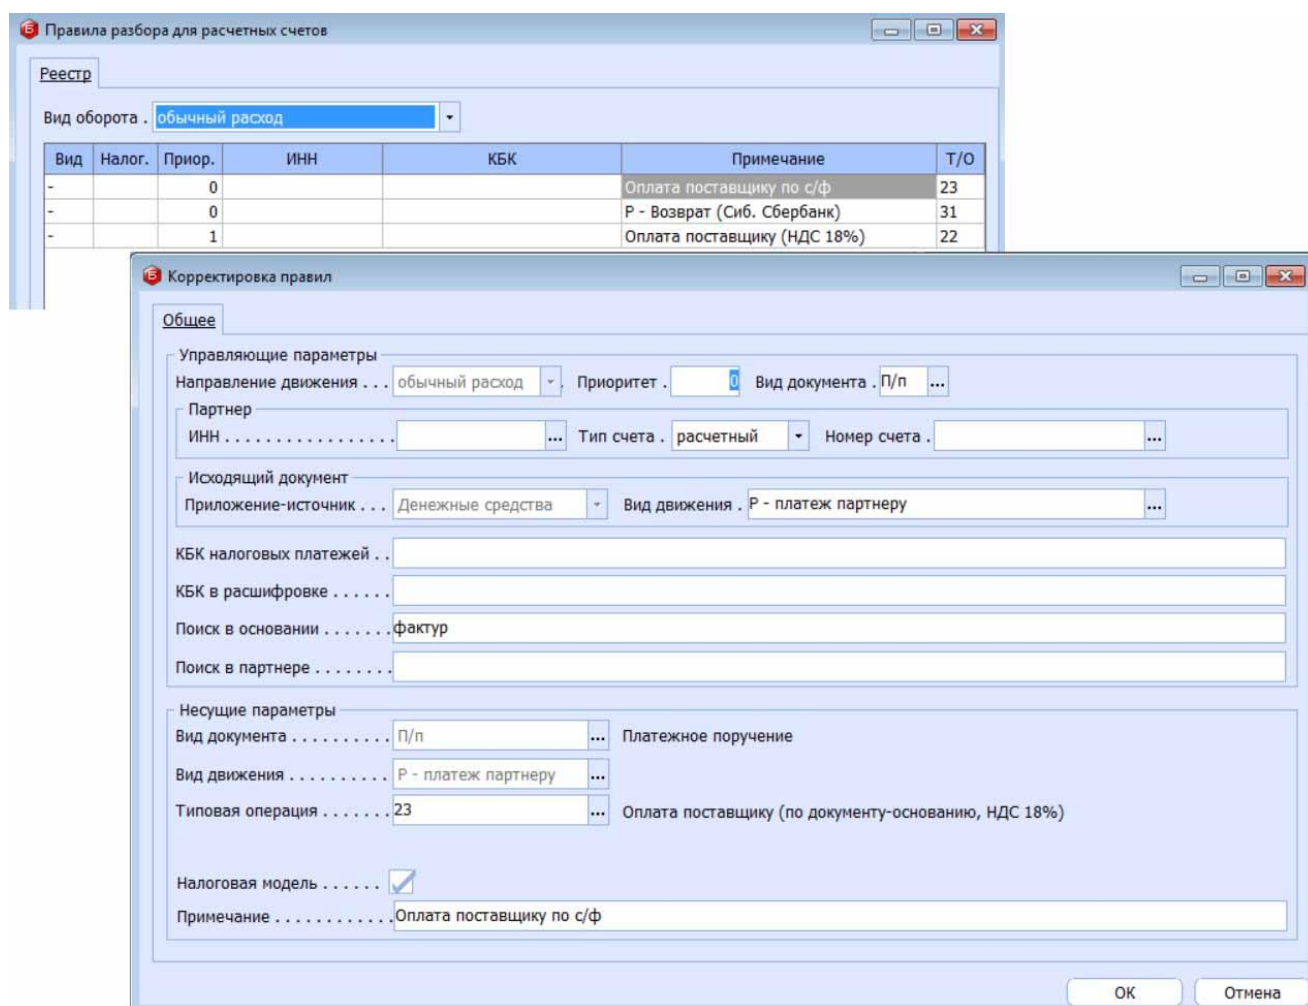 Правила разбора для расчетных счетов
Реестр
Вид оборота . обычный расход
Вид Налог. Приор. ИНН КБК Примечание Т/О
- 0 Оплата поставщику по с/ф 23
- 0 Р - Возврат (Сиб. Сбербанк) 31
- 1 Оплата поставщику (НДС 18%) 22
Корректировка правил
Общее
Управляющие параметры
Направление движения . . . обычный расход . Приоритет . 0 Вид документа . П/п ...
Партнер
ИНН . . . . . . . . . . . . . . . . . ... Тип счета . расчетный Номер счета . ...
Исходящий документ
Приложение-источник . . . Денежные средства Вид движения . Р - платеж партнеру ...
КБК налоговых платежей . .
КБК в расшифровке . . . . . .
Поиск в основании . . . . . . . фактур
Поиск в партнере . . . . . . . .
Несущие параметры
Вид документа . . . . . . . . . . П/п ... Платежное поручение
Вид движения . . . . . . . . . . Р - платеж партнеру ...
Типовая операция . . . . . . . 23 ... Оплата поставщику (по документу-основанию, НДС 18%)
Налоговая модель . . . . . .
Примечание . . . . . . . . . . . . Оплата поставщику по с/ф
ОК Отмена